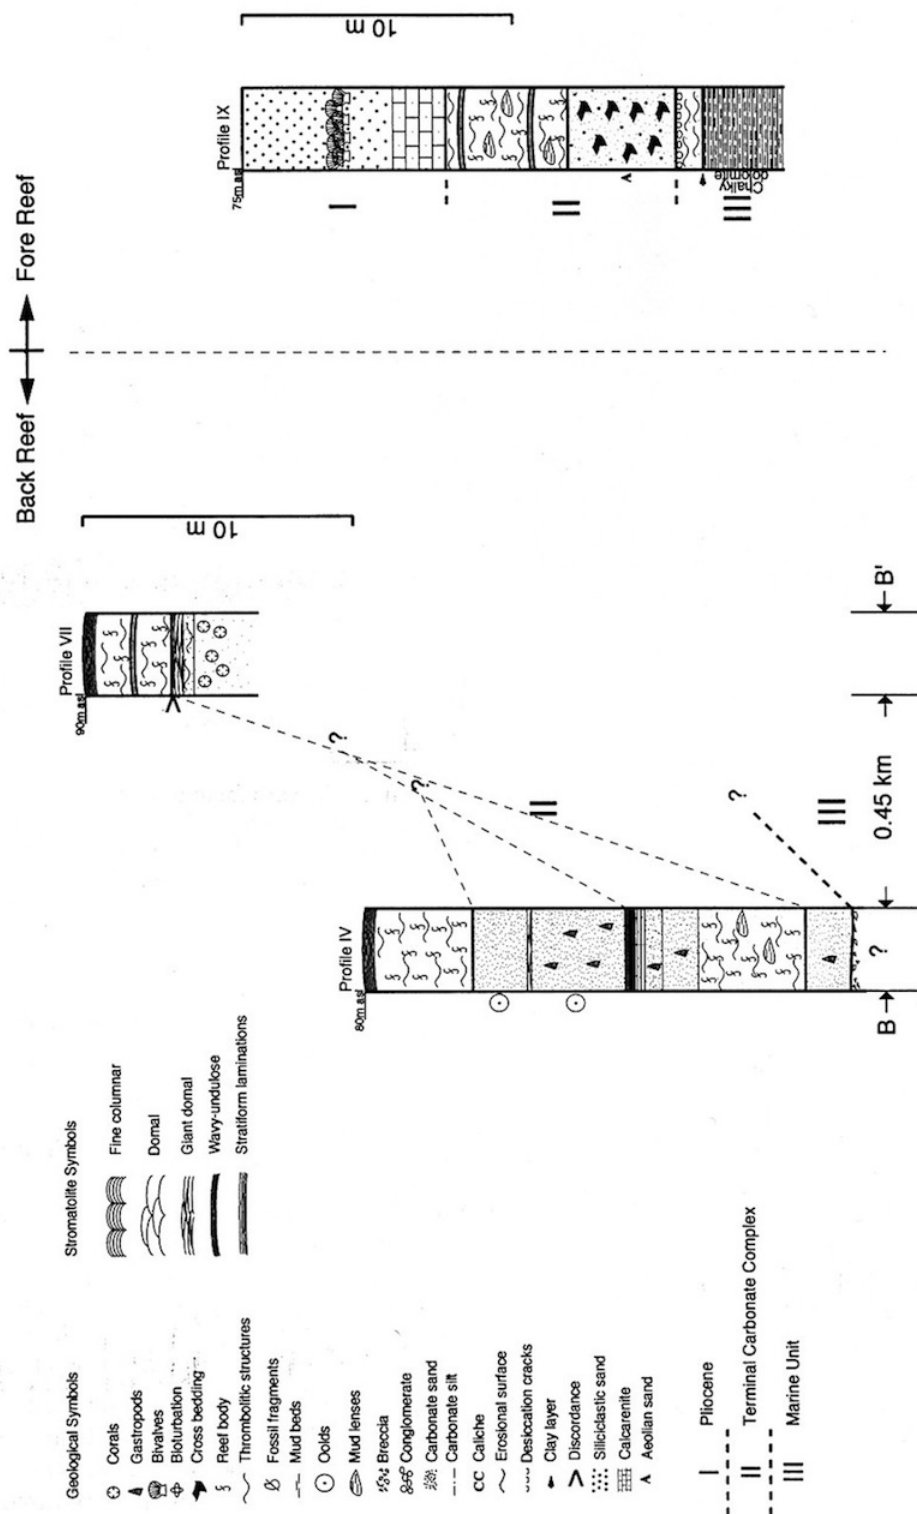 Back Reef
Fore Reef
10 m
10 m
Profile IV
80m asl
Profile VII
90m asl
Profile IX
75m asl
I
II
III
Chalky
dolomite
?
?
II
?
III
?
B
0.45 km
B'
Geological Symbols
Corals
Gastropods
Bivalves
Bioturbation
Cross bedding
Reef body
Thrombolitic structures
Fossil fragments
Mud beds
Ooids
Mud lenses
Breccia
Conglomerate
Carbonate sand
Carbonate silt
CC Caliche
Erosional surface
Desiccation cracks
Clay layer
Discordance
Siliciclastic sand
Calcarenite
Aeolian sand
I Pliocene
II Terminal Carbonate Complex
III Marine Unit
Stromatolite Symbols
Fine columnar
Domal
Giant domal
Wavy-undulose
Stratiform laminations